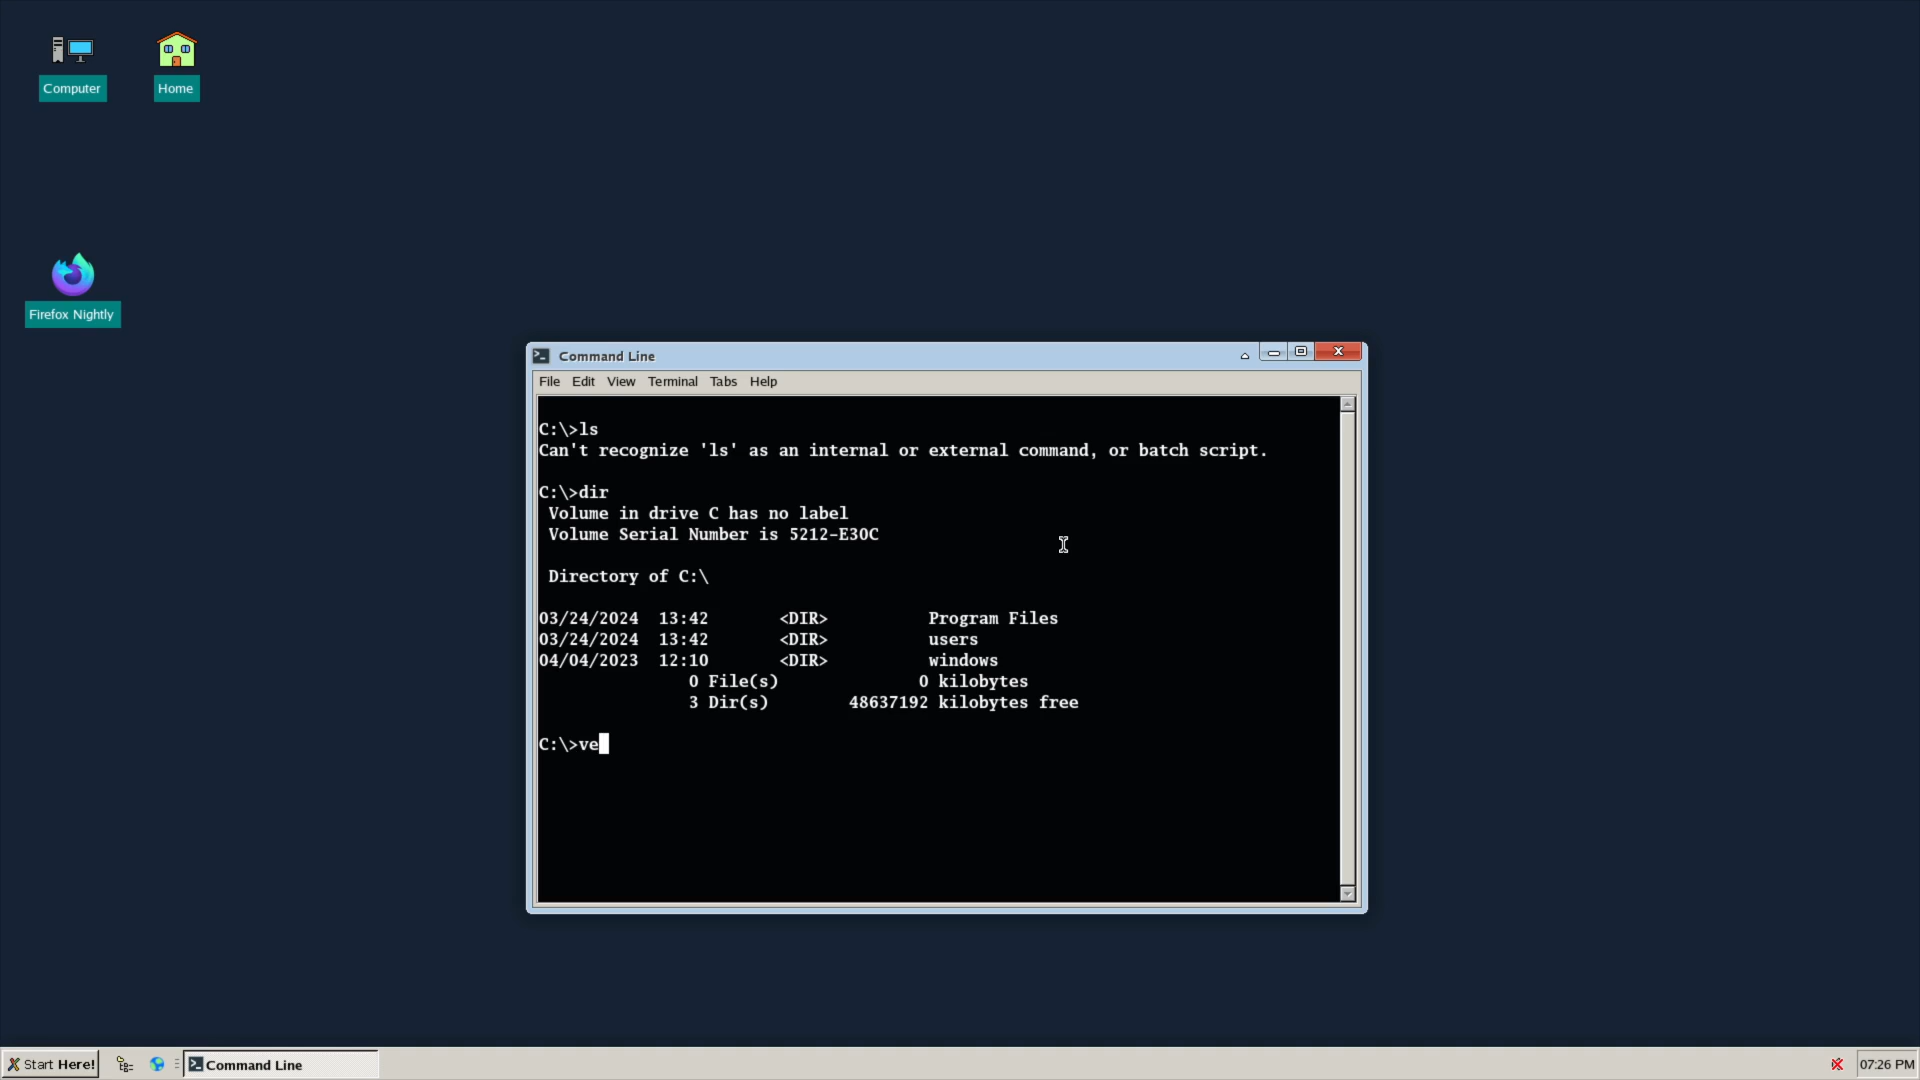 Computer
Home
Firefox Nightly
Command Line
File Edit View Terminal Tabs Help
C:\>ls
Can't recognize 'ls' as an internal or external command, or batch script.
C:\>dir
Volume in drive C has no label
Volume Serial Number is 5212-E30C
Directory of C:\
03/24/2024 13:42 <DIR> Program Files
03/24/2024 13:42 <DIR> users
04/04/2023 12:10 <DIR> windows
0 File(s) 0 kilobytes
3 Dir(s) 48637192 kilobytes free
C:\>ve
Start Here! Command Line 07:26 PM